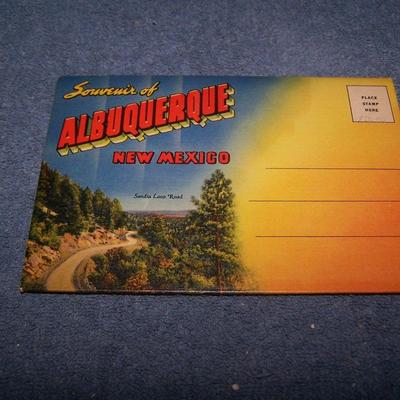 Souvenir of
ALBUQUERQUE
NEW MEXICO
Sandia Loop Road
PLACE
STAMP
HERE